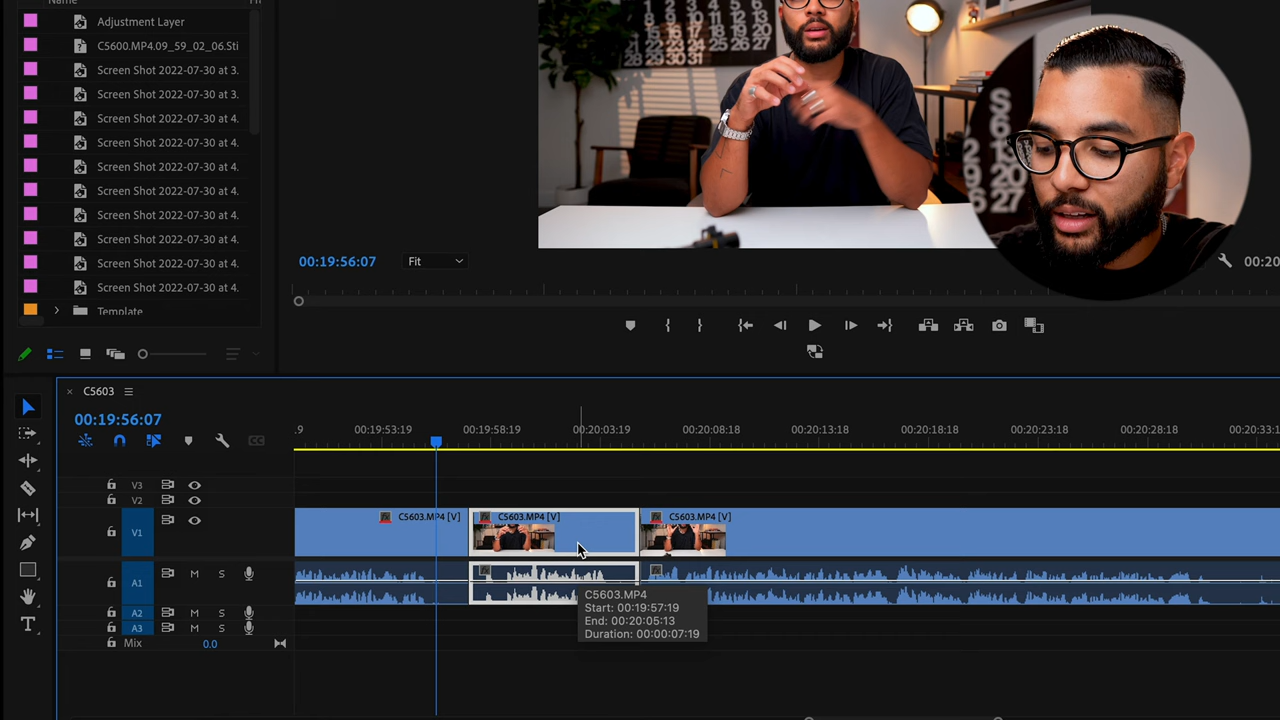 Name
Adjustment Layer
C5600.MP4.09_59_02_06.Sti
Screen Shot 2022-07-30 at 3.
Screen Shot 2022-07-30 at 3.
Screen Shot 2022-07-30 at 4.
Screen Shot 2022-07-30 at 4.
Screen Shot 2022-07-30 at 4.
Screen Shot 2022-07-30 at 4.
Screen Shot 2022-07-30 at 4.
Screen Shot 2022-07-30 at 4.
Screen Shot 2022-07-30 at 4.
Screen Shot 2022-07-30 at 4.
Template
00:19:56:07
Fit
00:20
C5603
00:19:56:07
.9 00:19:53:19 00:19:58:19 00:20:03:19 00:20:08:18 00:20:13:18 00:20:18:18 00:20:23:18 00:20:28:18 00:20:33:1
V3
V2
C5603.MP4 [V] C5603.MP4 [V] C5603.MP4 [V]
V1
A1 M S
C5603.MP4
Start: 00:19:57:19
End: 00:20:05:13
Duration: 00:00:07:19
A2 M S
A3 M S
Mix 0.0